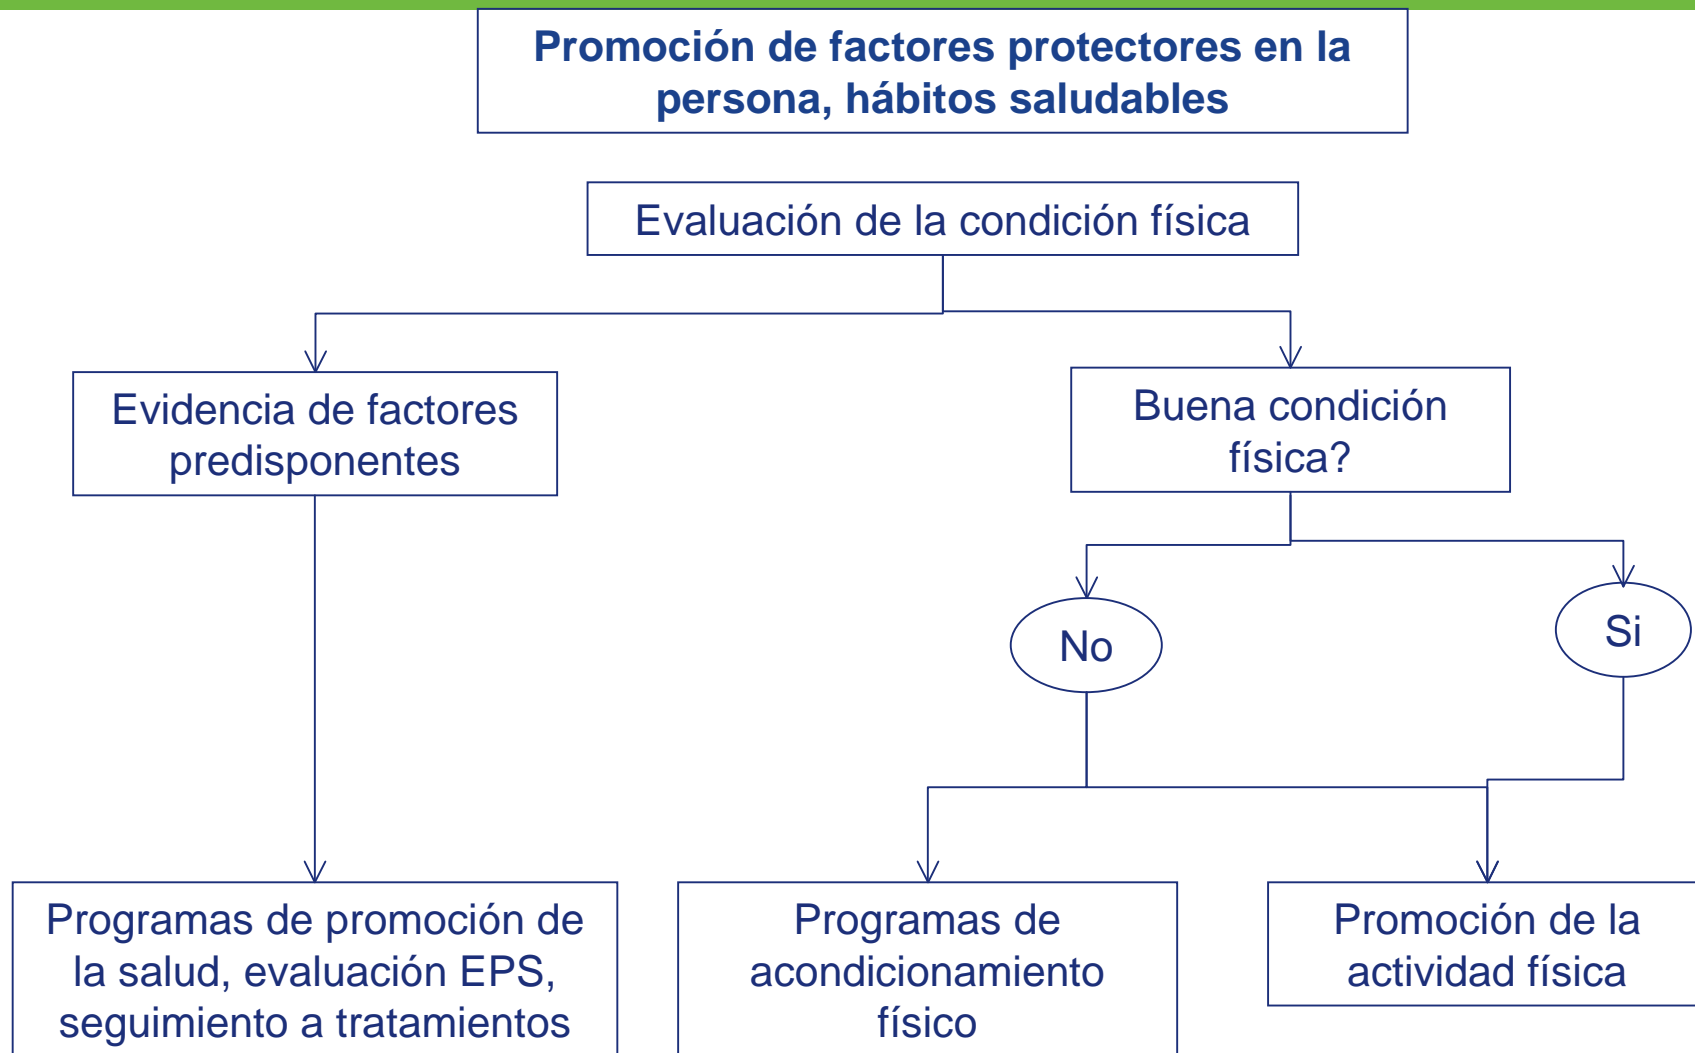 Promoción de factores protectores en la
persona, hábitos saludables
Evaluación de la condición física
Evidencia de factores
predisponentes
Buena condición
física?
No
Si
Programas de promoción de
la salud, evaluación EPS,
seguimiento a tratamientos
Programas de
acondicionamiento
físico
Promoción de la
actividad física